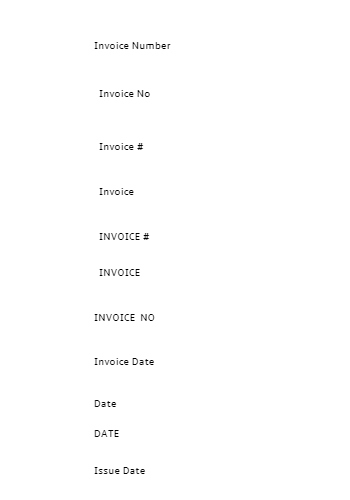 Invoice Number
Invoice No
Invoice #
Invoice
INVOICE #
INVOICE
INVOICE NO
Invoice Date
Date
DATE
Issue Date